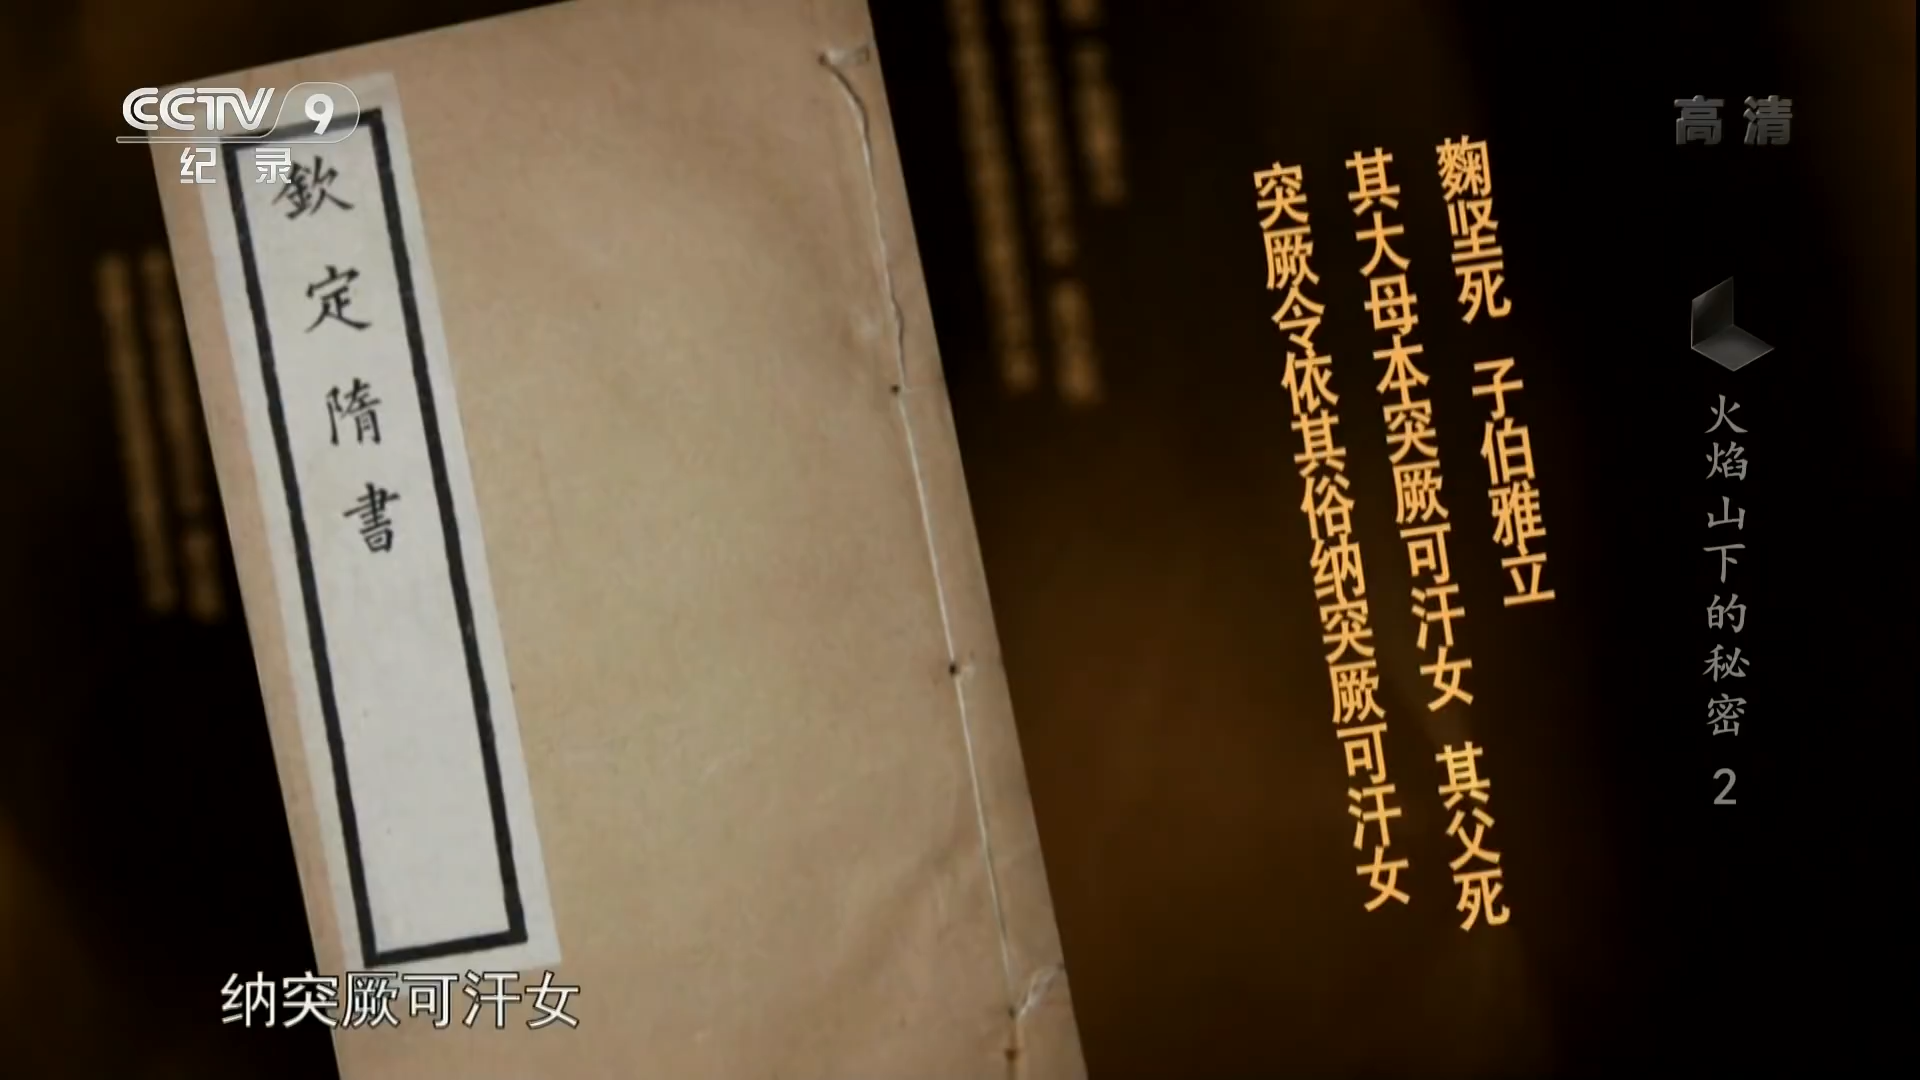 CCTV 9
纪录
高清
欽定隋書
麴坚死 子伯雅立
其大母本突厥可汗女 其父死
突厥令依其俗纳突厥可汗女
火焰山下的秘密 2
纳突厥可汗女